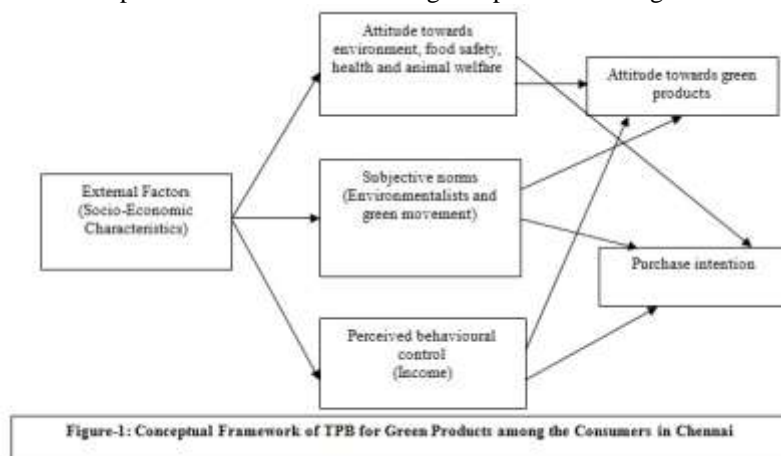 Attitude towards
environment, food safety,
health and animal welfare
Attitude towards green
products
External Factors
(Socio-Economic
Characteristics)
Subjective norms
(Environmentalists and
green movement)
Purchase intention
Perceived behavioural
control
(Income)
Figure-1: Conceptual Framework of TPB for Green Products among the Consumers in Chennai